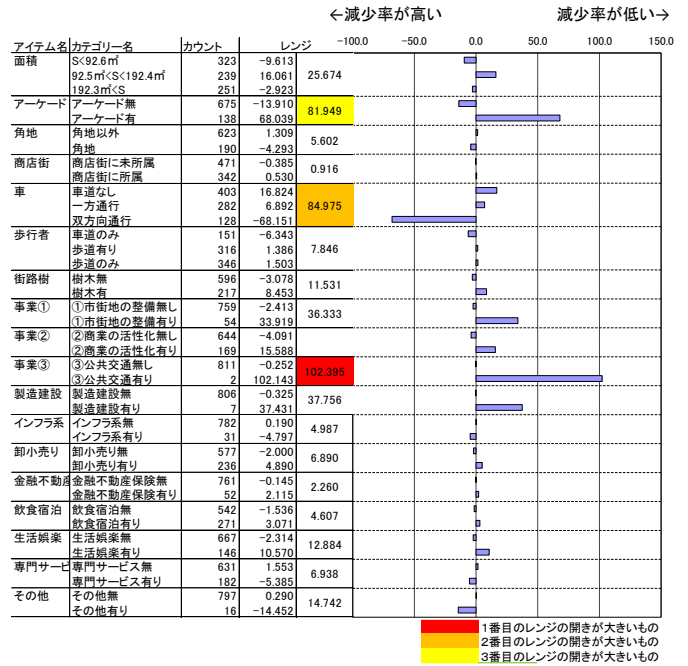 ←減少率が高い 減少率が低い→
アイテム名 カテゴリー名 カウント レンジ -100.0 -50.0 0.0 50.0 100.0 150.0
面積 S<92.6㎡ 323 -9.613 25.674
92.5㎡<S<192.4㎡ 239 16.061
192.3㎡<S 251 -2.923
アーケード アーケード無 675 -13.910 81.949
アーケード有 138 68.039
角地 角地以外 623 1.309 5.602
角地 190 -4.293
商店街 商店街に未所属 471 -0.385 0.916
商店街に所属 342 0.530
車 車道なし 403 16.824 84.975
一方通行 282 6.892
双方向通行 128 -68.151
歩行者 車道のみ 151 -6.343 7.846
歩道有り 316 1.386
歩道のみ 346 1.503
街路樹 樹木無 596 -3.078 11.531
樹木有 217 8.453
事業① ①市街地の整備無し 759 -2.413 36.333
①市街地の整備有り 54 33.919
事業② ②商業の活性化無し 644 -4.091
②商業の活性化有り 169 15.588
事業③ ③公共交通無し 811 -0.252 102.395
③公共交通有り 2 102.143
製造建設 製造建設無 806 -0.325 37.756
製造建設有り 7 37.431
インフラ系 インフラ系無 782 0.190 4.987
インフラ系有り 31 -4.797
卸小売り 卸小売り無 577 -2.000 6.890
卸小売り有り 236 4.890
金融不動産 金融不動産保険無 761 -0.145 2.260
金融不動産保険有り 52 2.115
飲食宿泊 飲食宿泊無 542 -1.536 4.607
飲食宿泊有り 271 3.071
生活娯楽 生活娯楽無 667 -2.314 12.884
生活娯楽有り 146 10.570
専門サービ 専門サービス無 631 1.553 6.938
専門サービス有り 182 -5.385
その他 その他無 797 0.290 14.742
その他有り 16 -14.452
1番目のレンジの開きが大きいもの
2番目のレンジの開きが大きいもの
3番目のレンジの開きが大きいもの